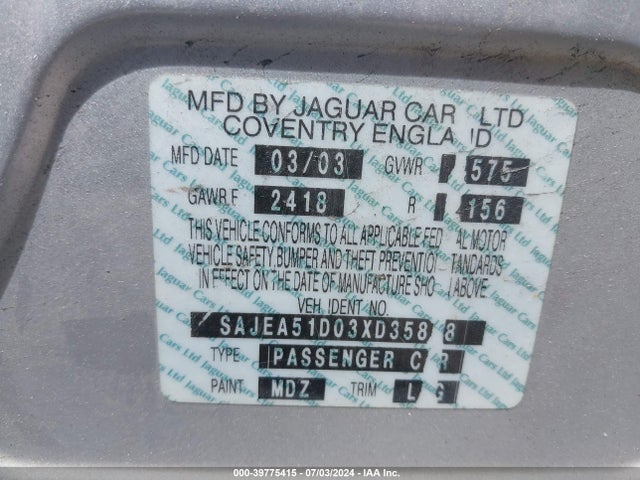 MFD BY JAGUAR CAR LTD
COVENTRY ENGLA D
MFD DATE 03/03 GVWR 575
GAWR.F 2418 R 156
THIS VEHICLE CONFORMS TO ALL APPLICABLE FED AL MOTOR
VEHICLE SAFETY BUMPER AND THEFT PREVENTION TANDARDS
IN EFFECT ON THE DATE OF MANUFACTURE SHO ABOVE.
VEH. IDENT NO.
SAJEA51D03XD358 8
TYPE PASSENGER C R
PAINT MDZ TRIM L G
000-39775415 - 07/03/2024 - IAA Inc.